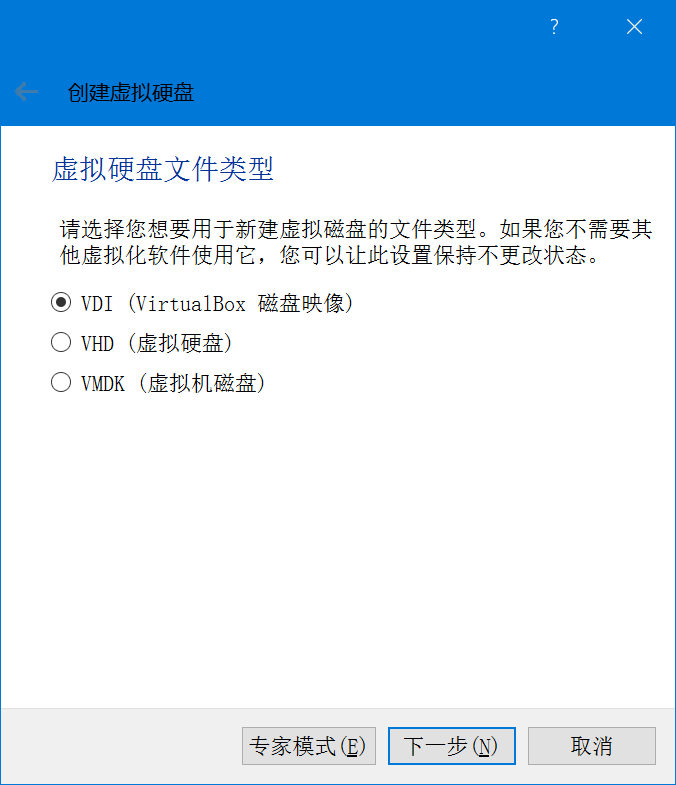 ?
创建虚拟硬盘
虚拟硬盘文件类型
请选择您想要用于新建虚拟磁盘的文件类型。如果您不需要其
他虚拟化软件使用它，您可以让此设置保持不更改状态。
VDI (VirtualBox 磁盘映像)
VHD (虚拟硬盘)
VMDK (虚拟机磁盘)
专家模式(E) 下一步(N) 取消